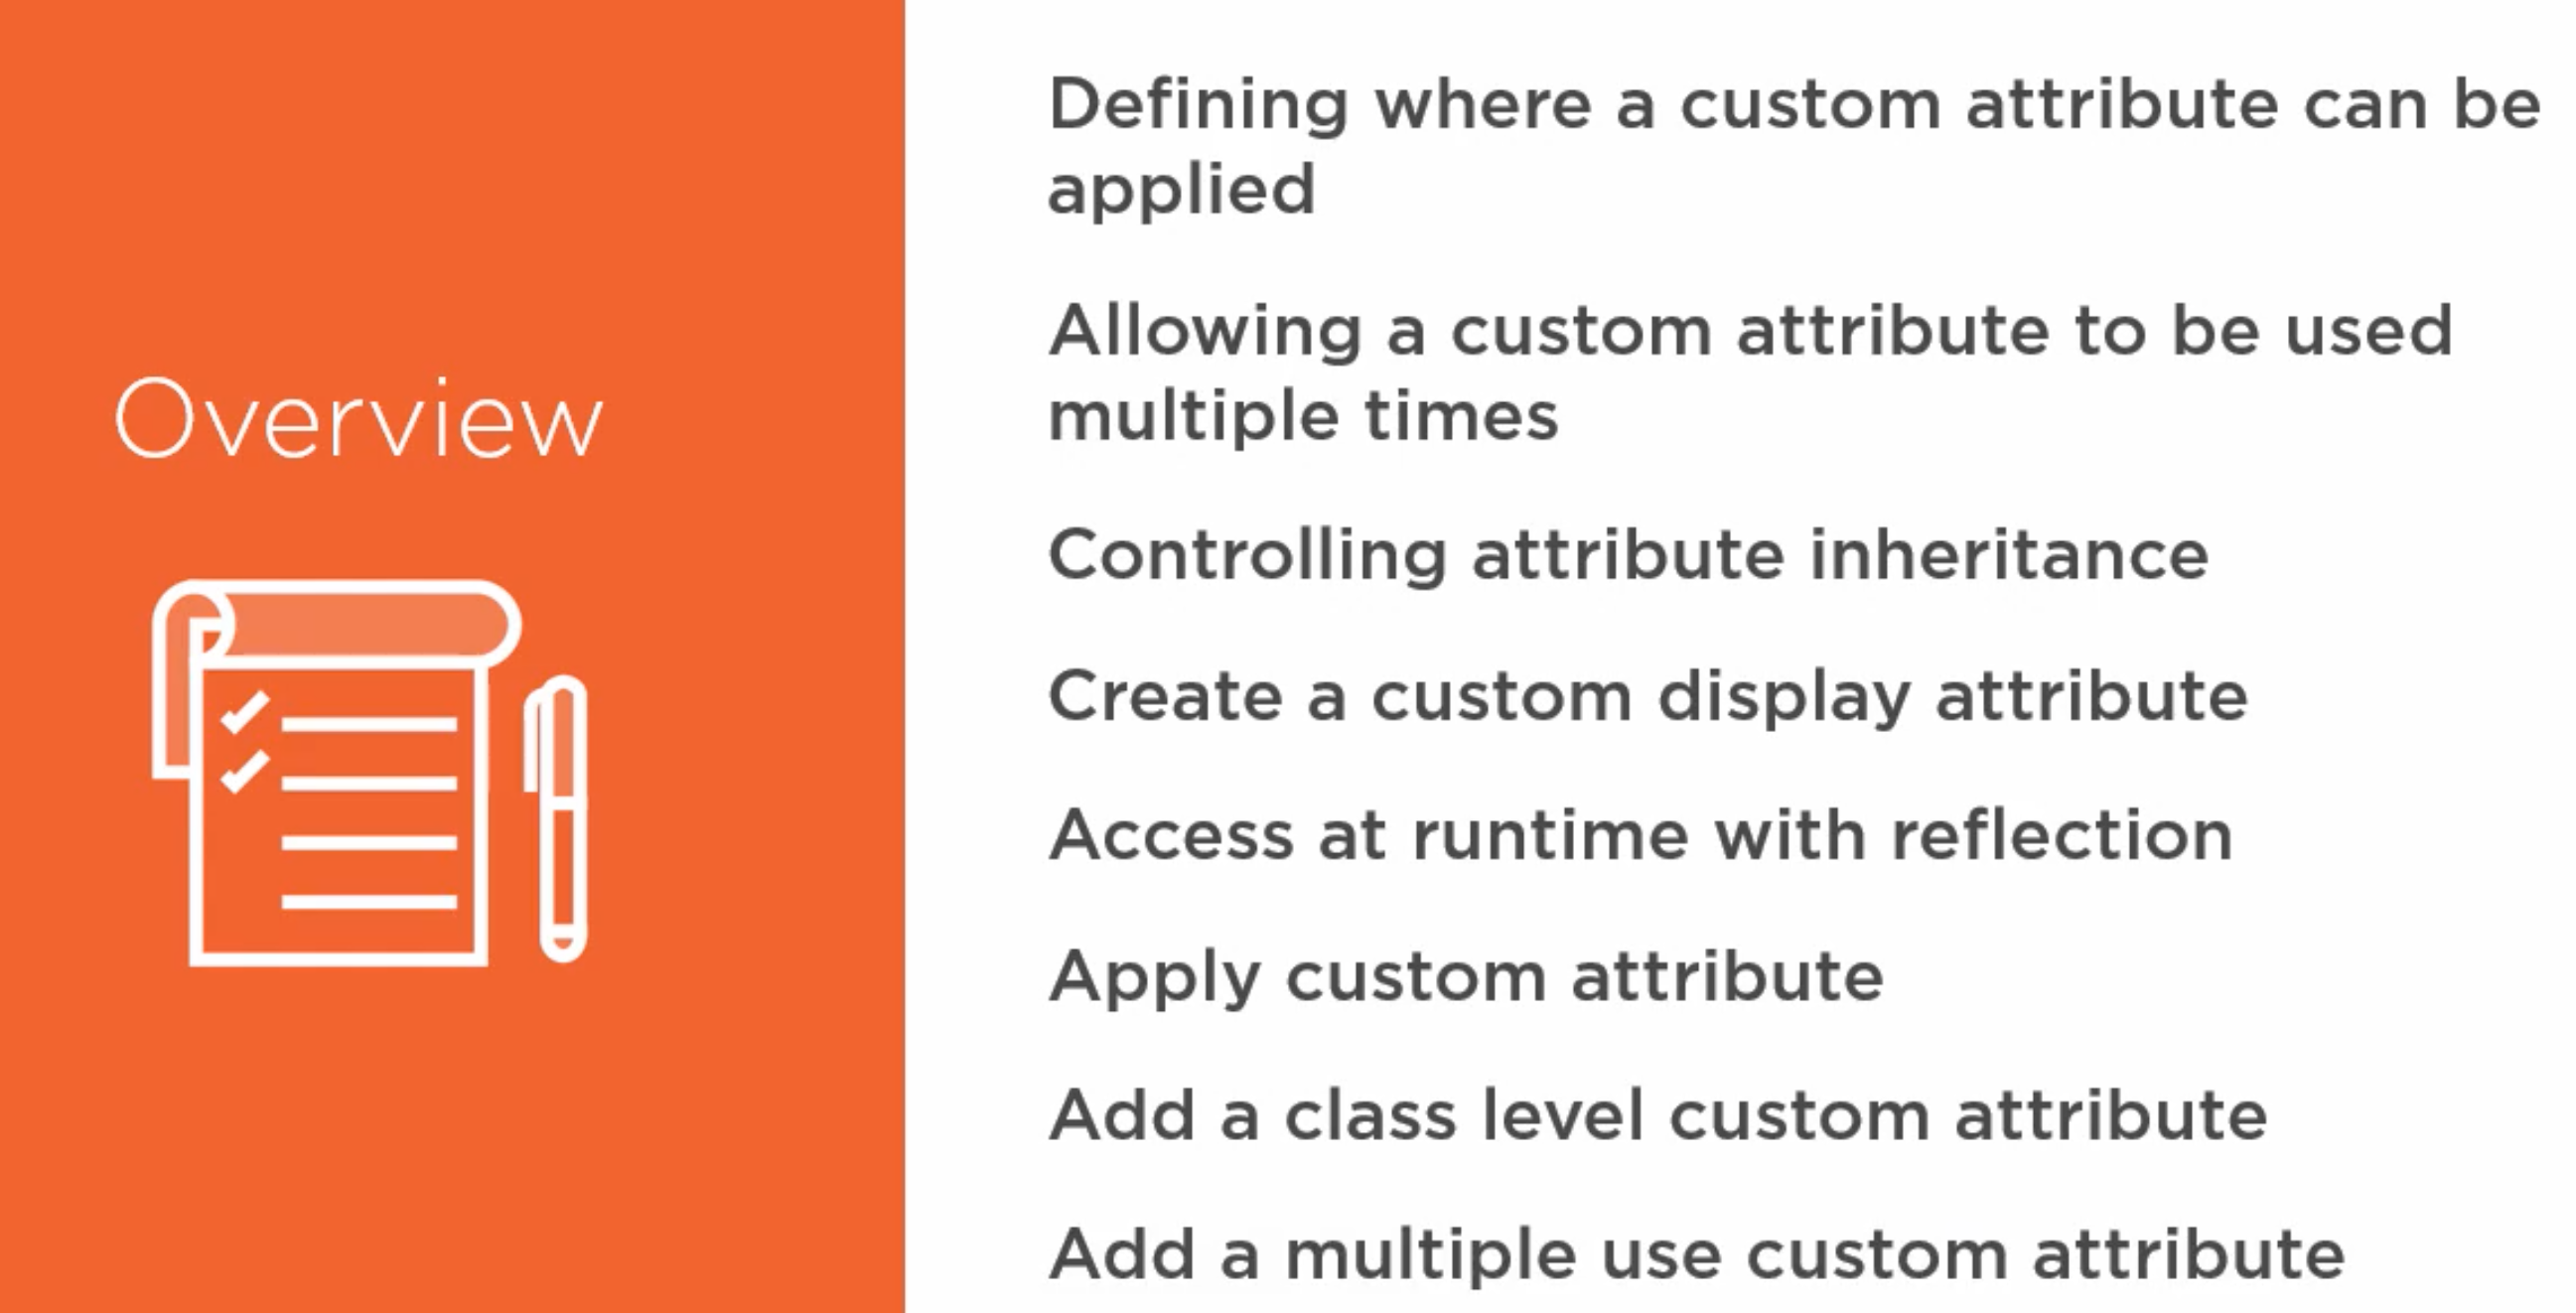 Overview
Defining where a custom attribute can be
applied
Allowing a custom attribute to be used
multiple times
Controlling attribute inheritance
Create a custom display attribute
Access at runtime with reflection
Apply custom attribute
Add a class level custom attribute
Add a multiple use custom attribute